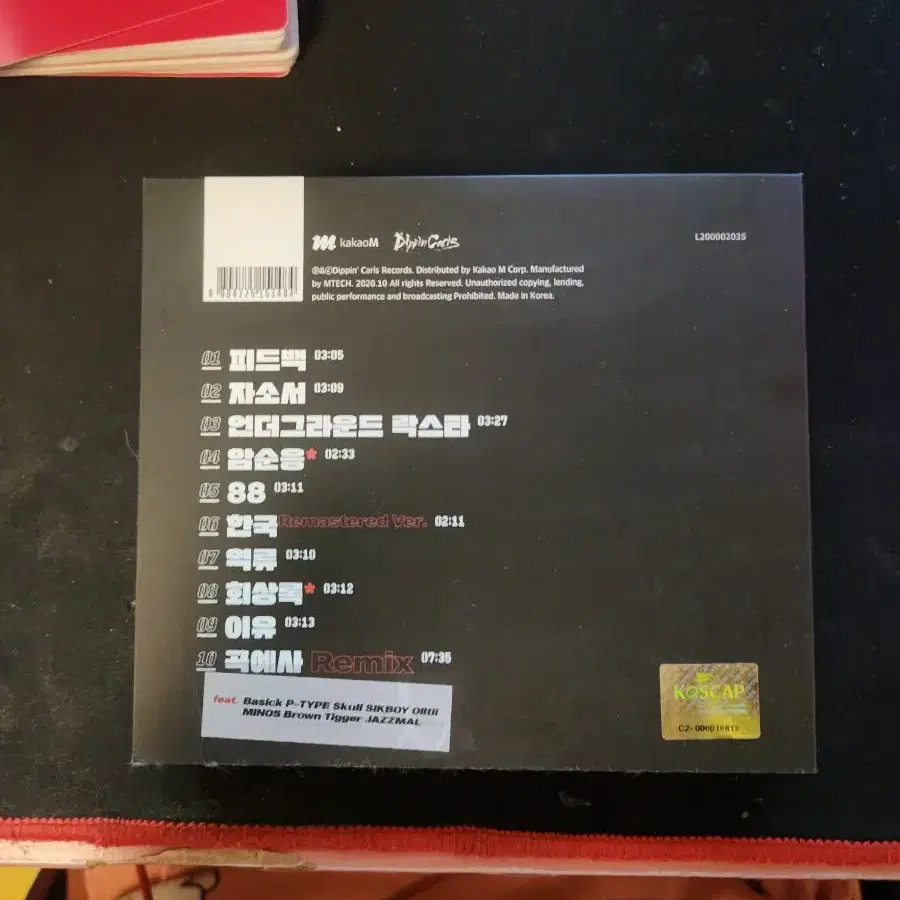 kakaoM Dippin' Carls
L200002035
℗&©Dippin' Carls Records. Distributed by Kakao M Corp. Manufactured
by MTECH. 2020.10 All rights Reserved. Unauthorized copying, lending,
public performance and broadcasting Prohibited. Made in Korea.
01 피드백 03:05
02 자소서 03:09
03 언더그라운드 락스타 03:27
04 암순응* 02:33
05 88 03:11
06 한국 Remastered Ver. 02:11
07 역류 03:10
08 회상록* 03:12
09 이유 03:13
10 곡예사 Remix 07:35
feat. Basick P-TYPE Skull SIKBOY Olltii
MINOS Brown Tigger JAZZMAL
KOSCAP